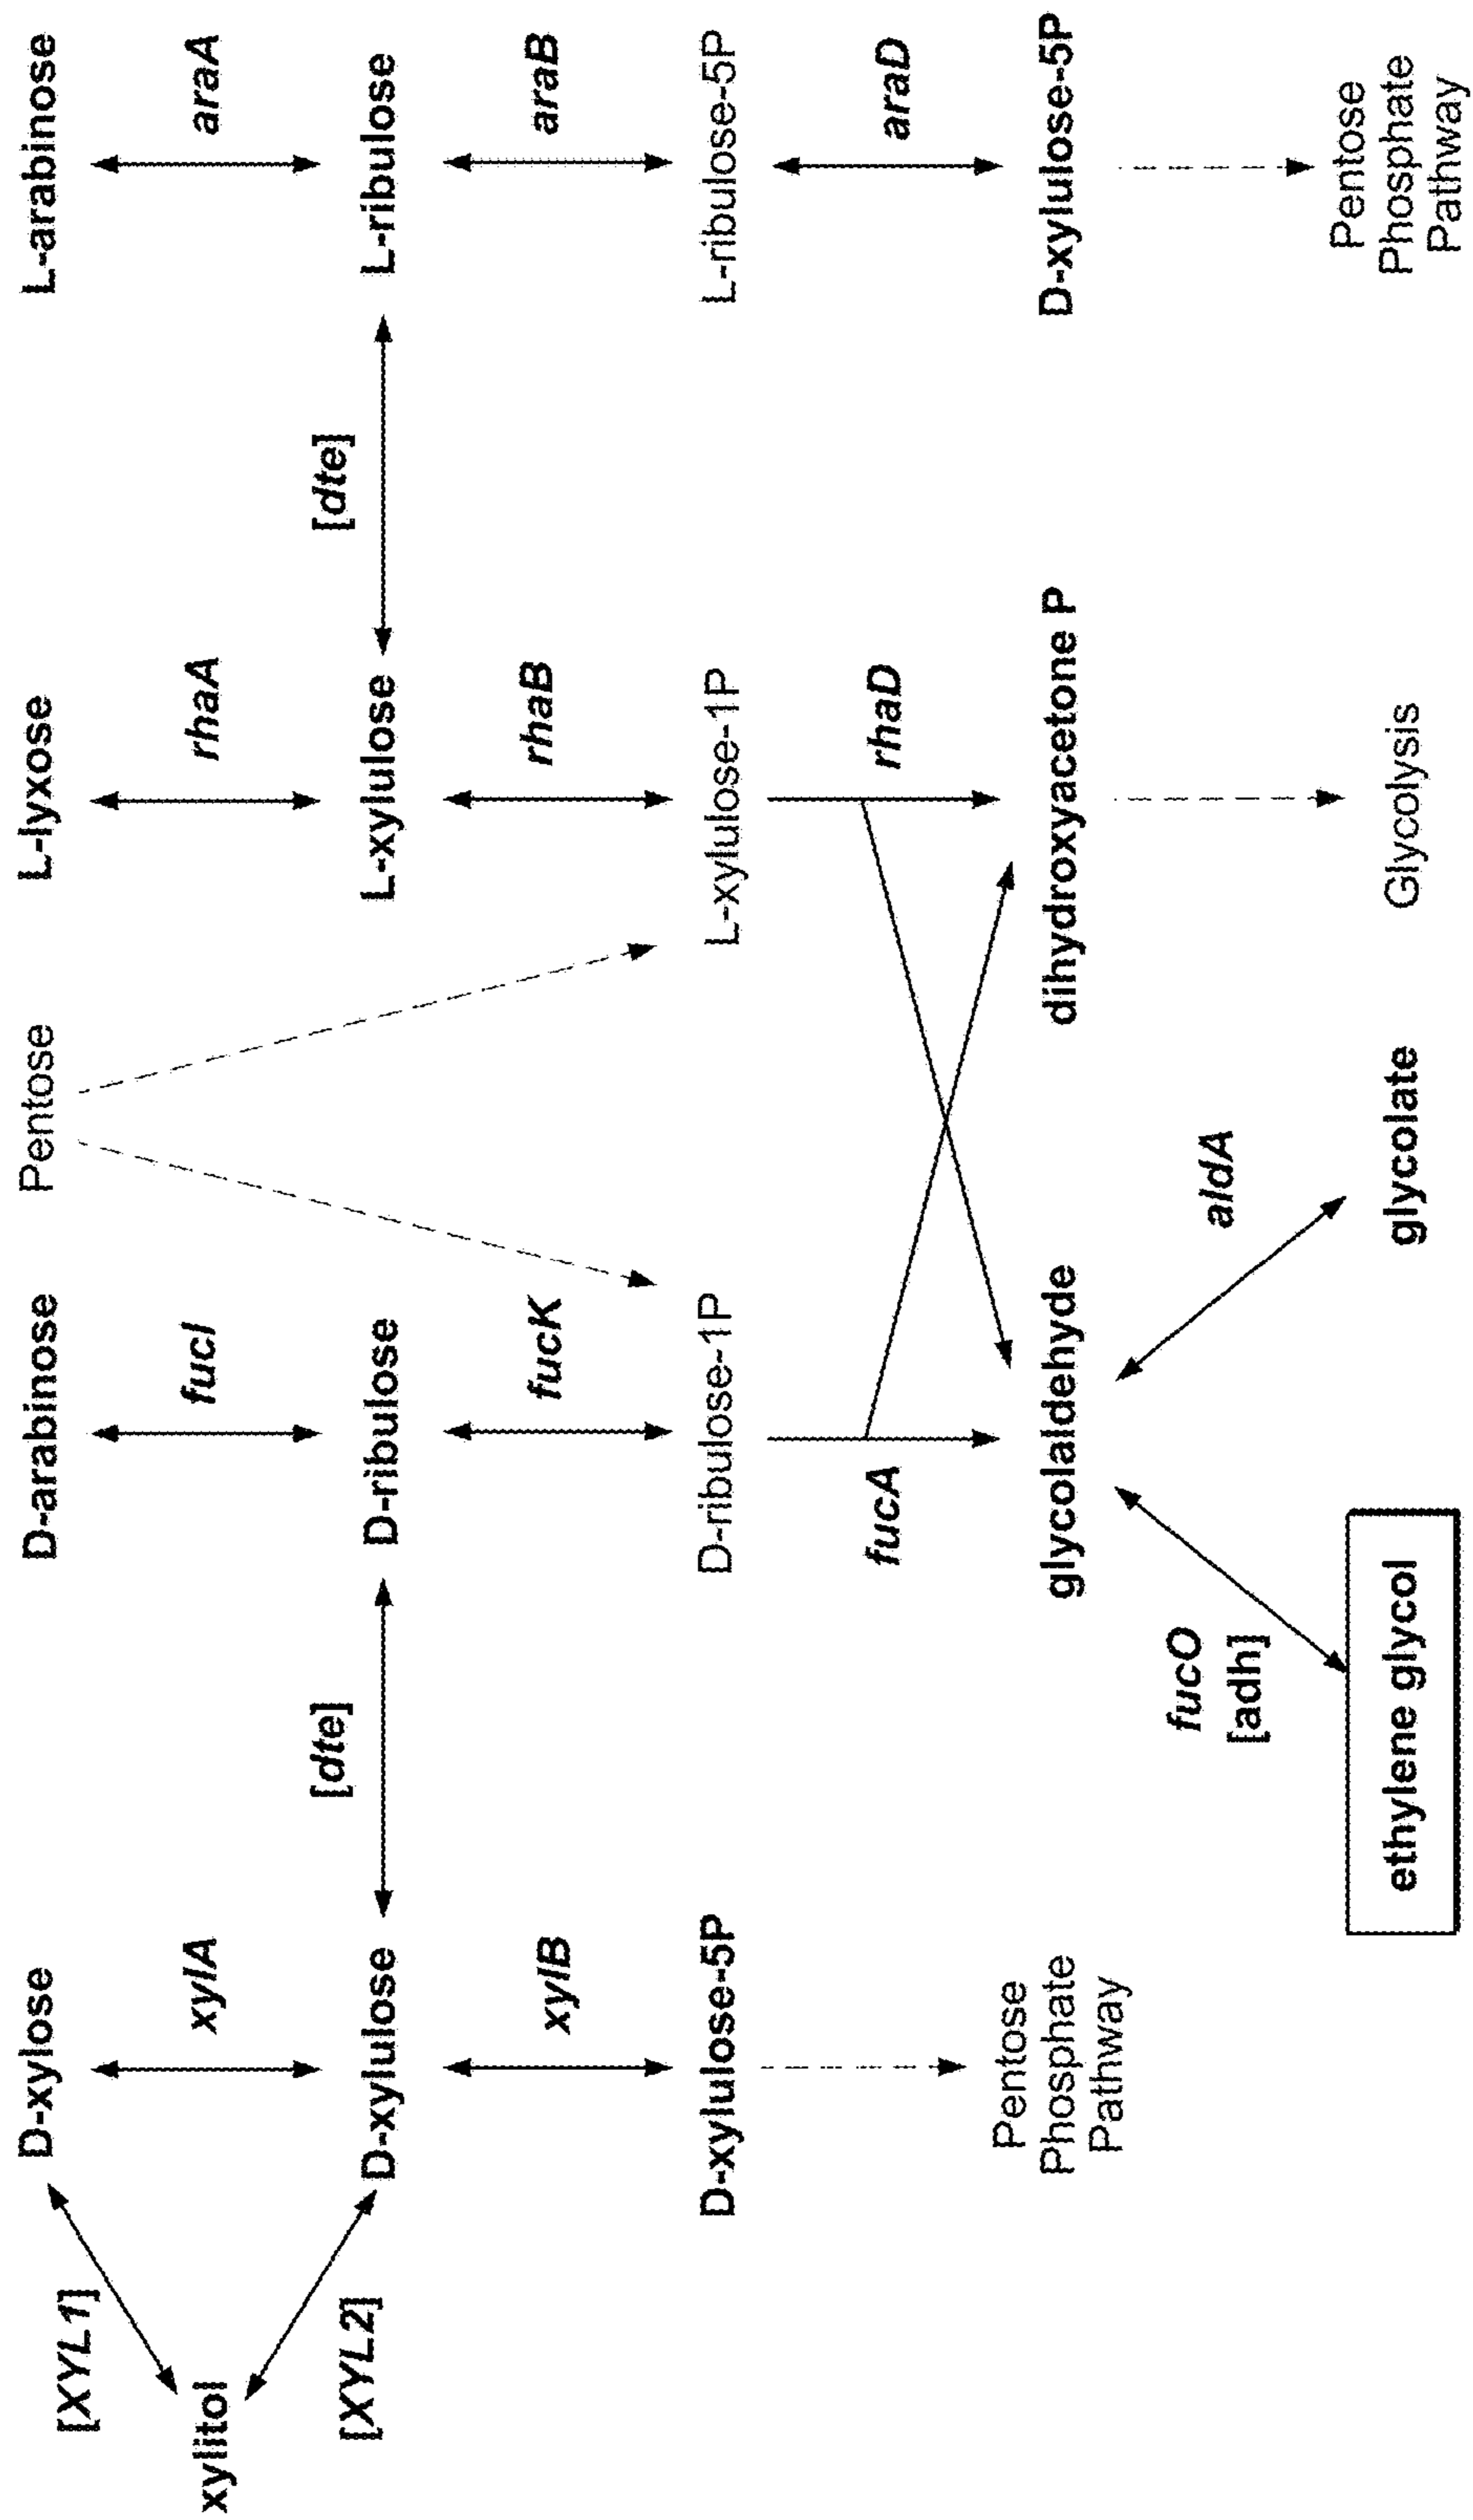 D-xylose
D-arabinose
Pentose
L-lyxose
L-arabinose
[XYL1]
xylA
fucI
rhaA
araA
xylitol
[XYL2]
[dte]
[dte]
D-xylulose
D-ribulose
L-xylulose
L-ribulose
xylB
fucK
rhaB
araB
D-xylulose-5P
D-ribulose-1P
L-xylulose-1P
L-ribulose-5P
fucA
rhaD
araD
Pentose
Phosphate
Pathway
glycolaldehyde
dihydroxyacetone P
D-xylulose-5P
fucO
[adh]
aldA
ethylene glycol
glycolate
Glycolysis
Pentose
Phosphate
Pathway